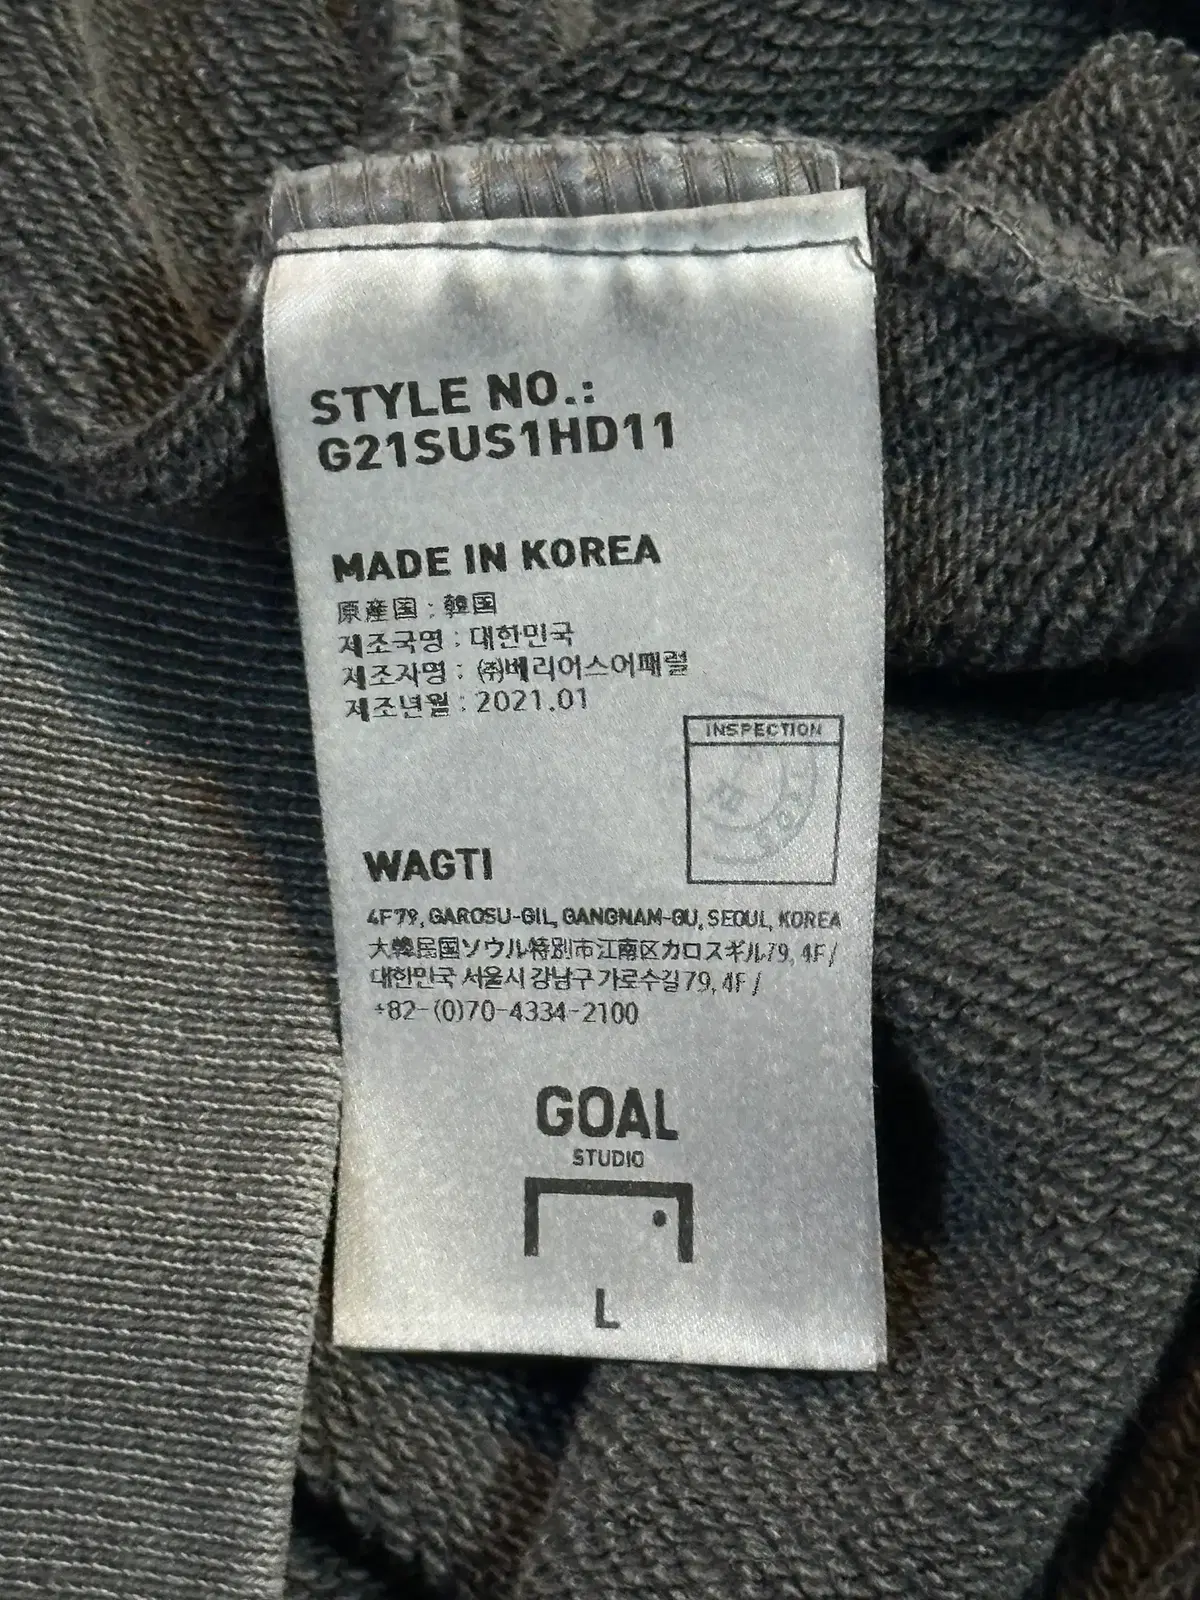 STYLE NO.:
G21SUS1HD11
MADE IN KOREA
原産国 : 韓国
제조국명 : 대한민국
제조자명 : ㈜베리어스어패럴
제조년월 : 2021.01
INSPECTION
WAGTI
4F 79, GAROSU-GIL, GANGNAM-GU, SEOUL, KOREA
大韓民国ソウル特別市江南区カロスギル79, 4F /
대한민국 서울시 강남구 가로수길 79, 4F /
+82-(0)70-4334-2100
GOAL
STUDIO
L